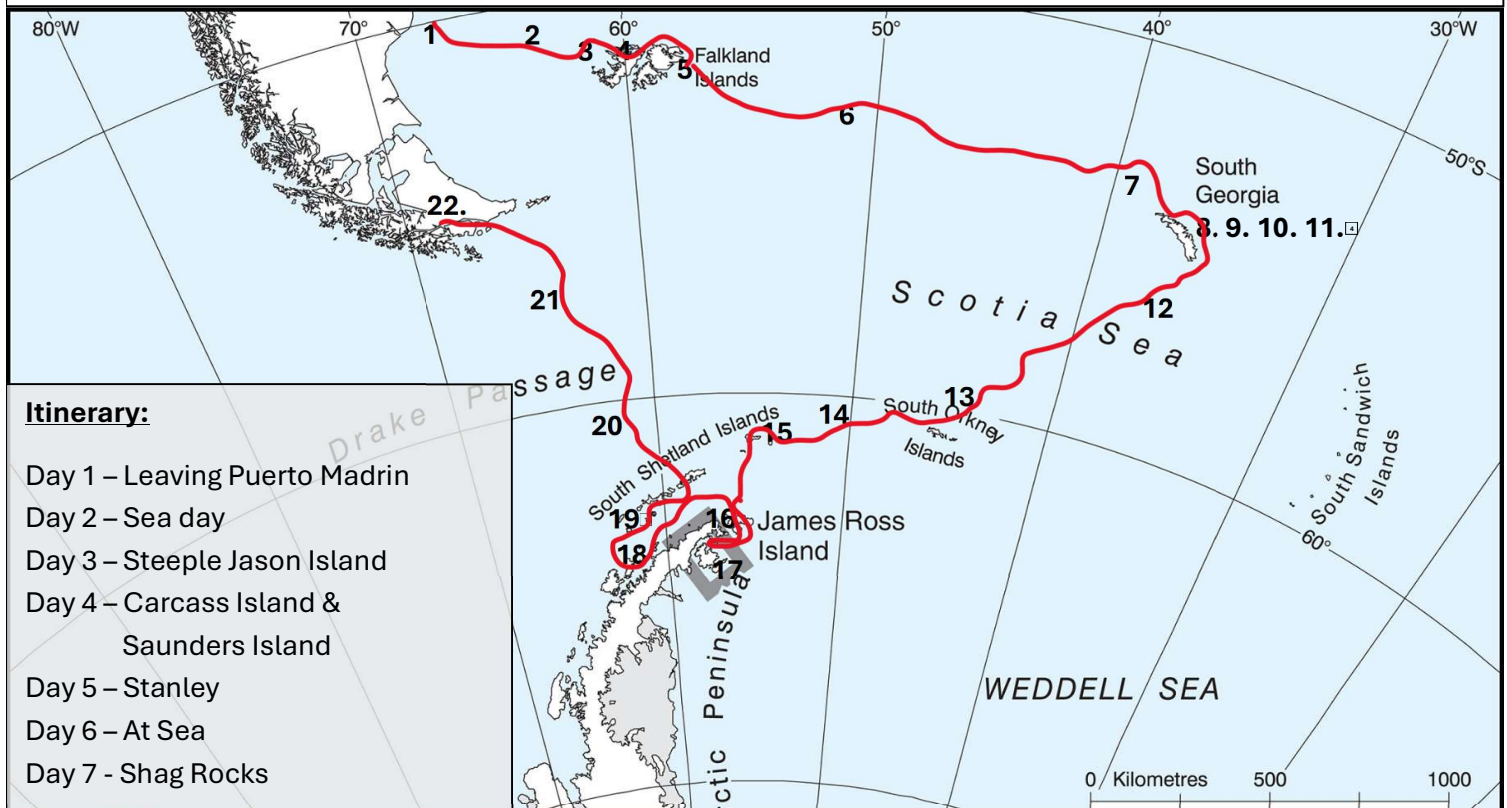 80°W
70°
60°
50°
40°
30°W
1
2
3
4
5
Falkland
Islands
6
50°S
South
Georgia
7
8. 9. 10. 11.
22.
Scotia
Sea
12
21
Drake Passage
13
14
South Orkney
Islands
15
20
South Shetland Islands
South Sandwich
Islands
19
16
James Ross
Island
18
17
60°
Antarctic Peninsula
WEDDELL SEA
Itinerary:
Day 1 – Leaving Puerto Madrin
Day 2 – Sea day
Day 3 – Steeple Jason Island
Day 4 – Carcass Island &
Saunders Island
Day 5 – Stanley
Day 6 – At Sea
Day 7 - Shag Rocks
0 Kilometres 500 1000